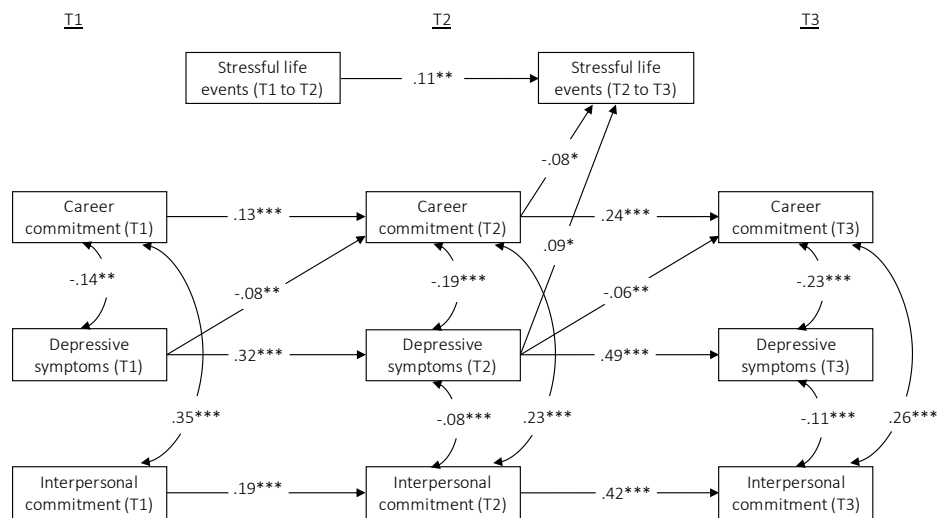 T1
T2
T3
Stressful life
events (T1 to T2)
.11**
Stressful life
events (T2 to T3)
-.08*
Career
commitment (T1)
.13***
Career
commitment (T2)
.24***
Career
commitment (T3)
.09*
-.14**
-.08**
-.19***
-.06**
-.23***
Depressive
symptoms (T1)
.32***
Depressive
symptoms (T2)
.49***
Depressive
symptoms (T3)
.35***
-.08***
.23***
-.11***
.26***
Interpersonal
commitment (T1)
.19***
Interpersonal
commitment (T2)
.42***
Interpersonal
commitment (T3)